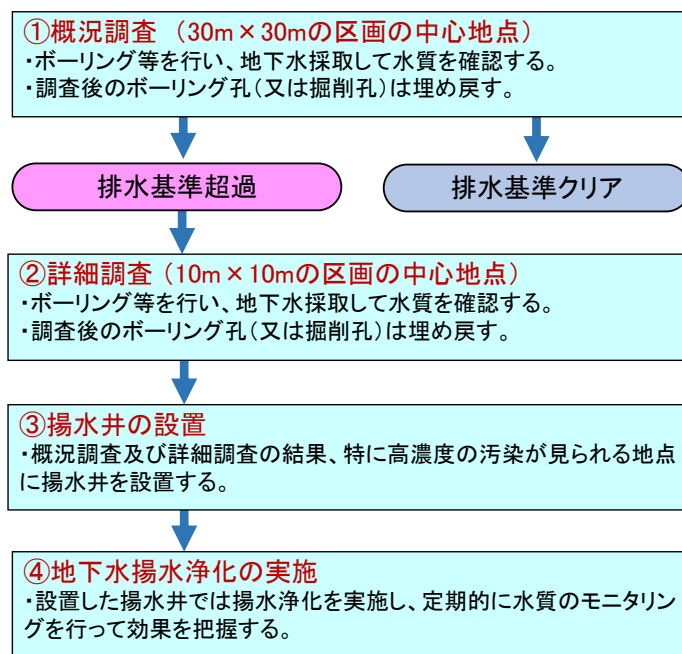 ①概況調査（30m×30mの区画の中心地点）
・ボーリング等を行い、地下水採取して水質を確認する。
・調査後のボーリング孔（又は掘削孔）は埋め戻す。
排水基準超過
排水基準クリア
②詳細調査（10m×10mの区画の中心地点）
・ボーリング等を行い、地下水採取して水質を確認する。
・調査後のボーリング孔（又は掘削孔）は埋め戻す。
③揚水井の設置
・概況調査及び詳細調査の結果、特に高濃度の汚染が見られる地点
に揚水井を設置する。
④地下水揚水浄化の実施
・設置した揚水井では揚水浄化を実施し、定期的に水質のモニタリン
グを行って効果を把握する。